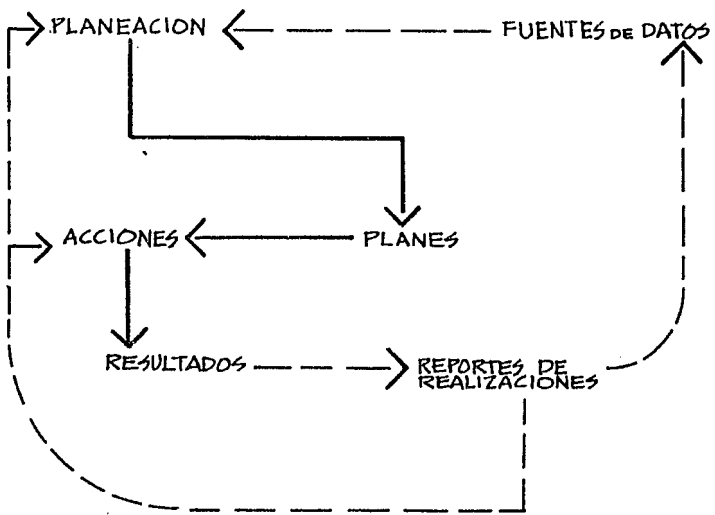 PLANEACION
FUENTES DE DATOS
ACCIONES
PLANES
RESULTADOS
REPORTES DE
REALIZACIONES